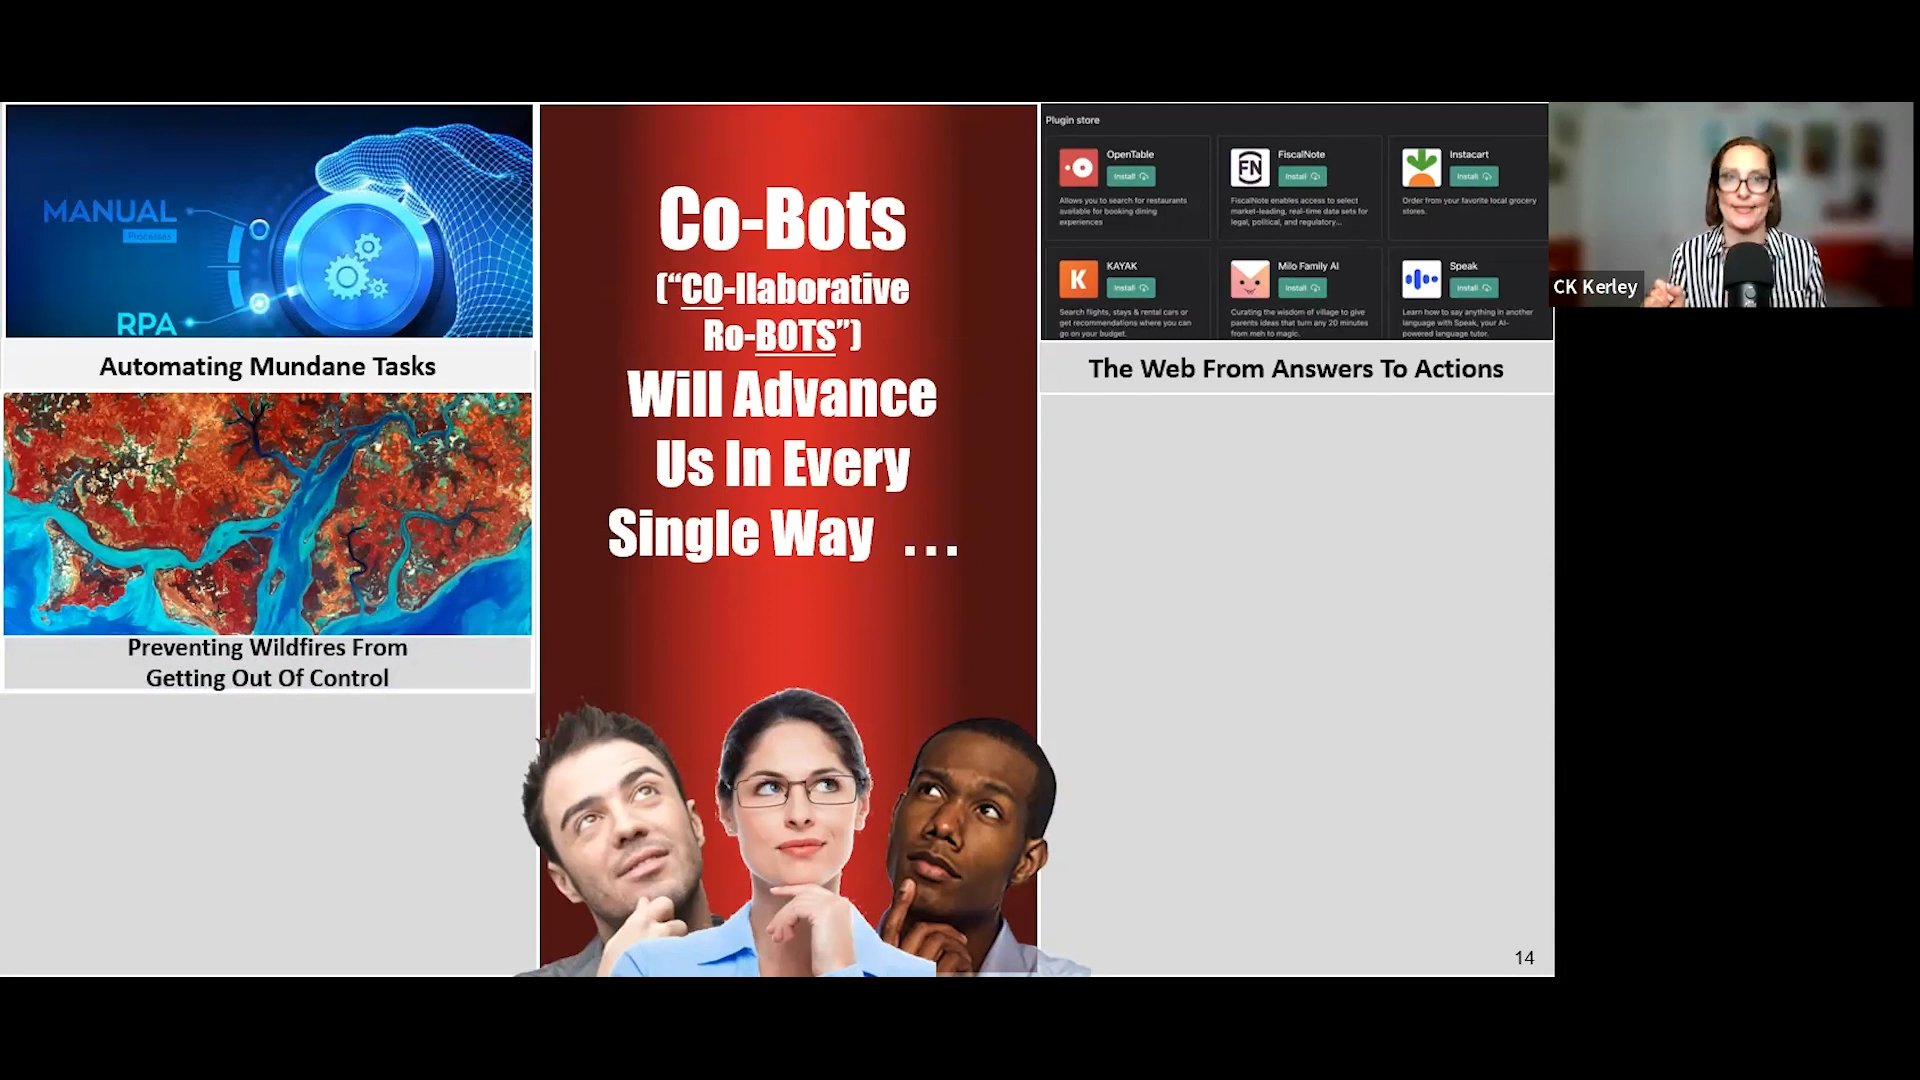 MANUAL
Processes
RPA
Automating Mundane Tasks
Preventing Wildfires From
Getting Out Of Control
Co-Bots
(“CO-llaborative
Ro-BOTS”)
Will Advance
Us In Every
Single Way ...
Plugin store
OpenTable
Install
Allows you to search for restaurants
available for booking dining
experiences
FN
FiscalNote
Install
FiscalNote enables access to select
market-leading, real-time data sets for
legal, political, and regulatory...
Instacart
Install
Order from your favorite local grocery
stores.
K
KAYAK
Install
Search flights, stays & rental cars or
get recommendations where you can
go on your budget.
Milo Family AI
Install
Curating the wisdom of village to give
parents ideas that turn any 20 minutes
from meh to magic.
Speak
Install
Learn how to say anything in another
language with Speak, your AI-
powered language tutor.
The Web From Answers To Actions
14
CK Kerley